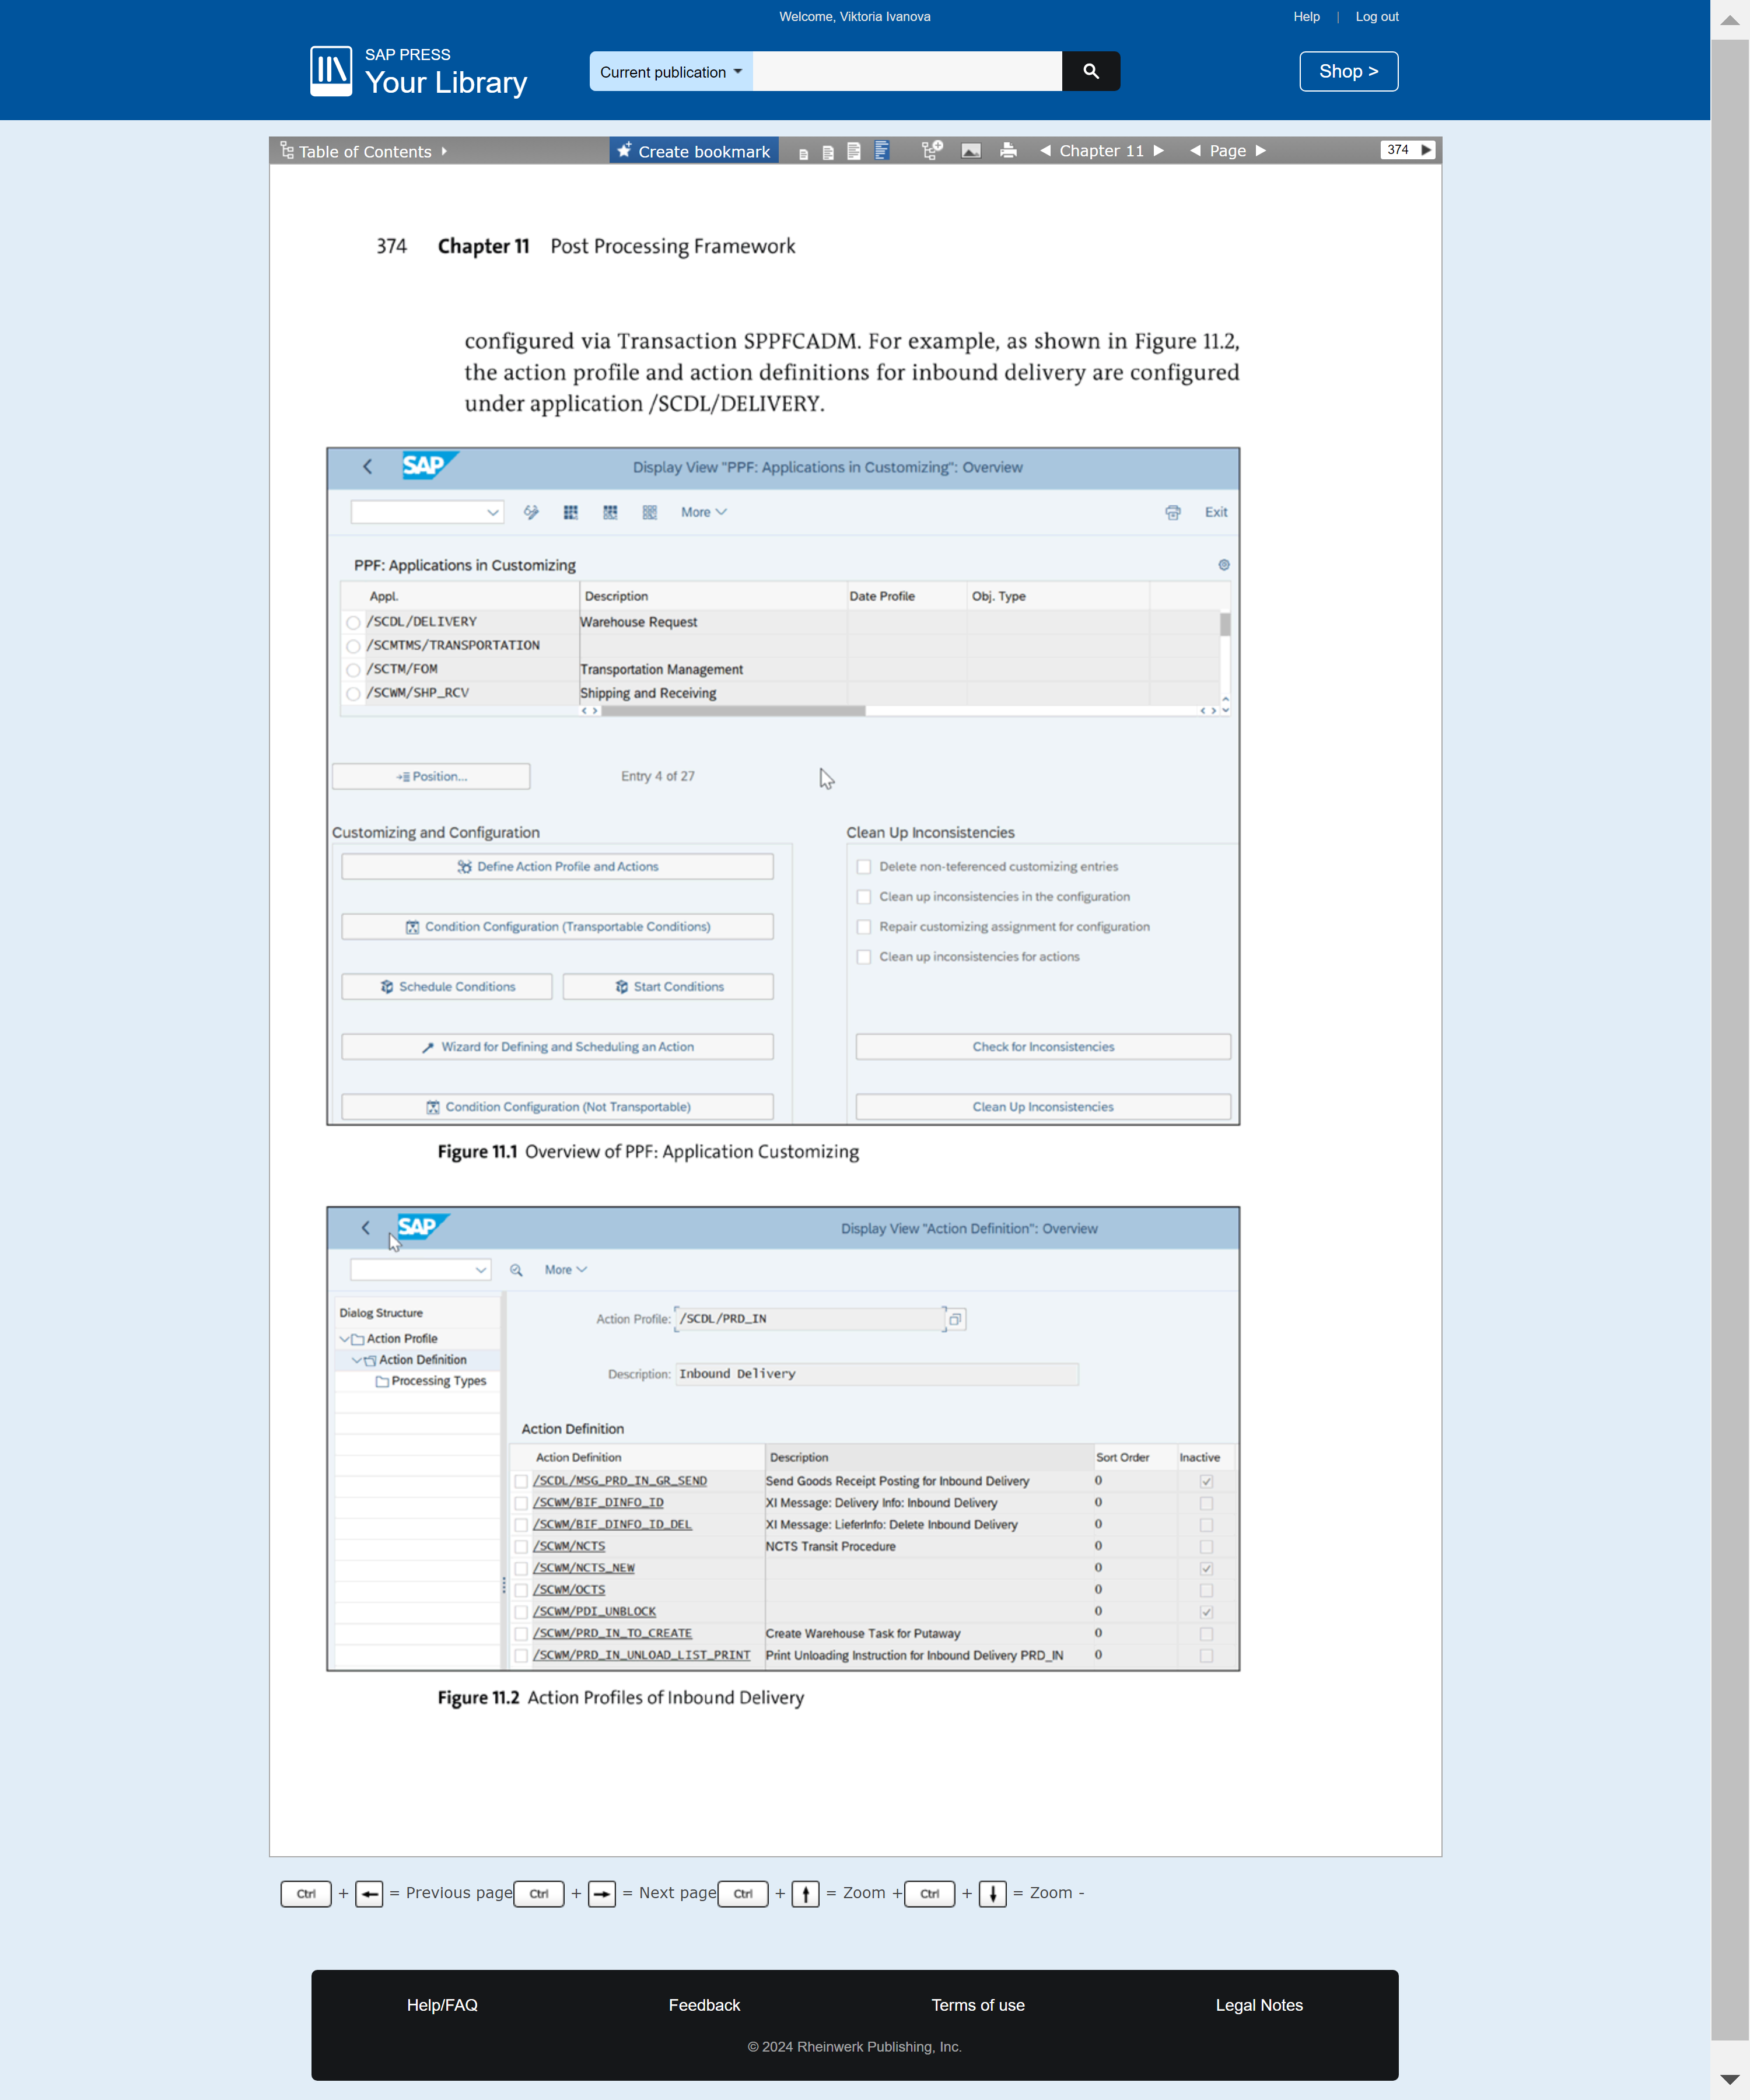 Welcome, Viktoria Ivanova
Help | Log out
SAP PRESS
Your Library
Current publication
Shop >
Table of Contents
Create bookmark
Chapter 11
Page
374
374 Chapter 11 Post Processing Framework
configured via Transaction SPPFCADM. For example, as shown in Figure 11.2,
the action profile and action definitions for inbound delivery are configured
under application /SCDL/DELIVERY.
SAP
Display View "PPF: Applications in Customizing": Overview
More
Exit
PPF: Applications in Customizing
Appl. Description Date Profile Obj. Type
/SCDL/DELIVERY Warehouse Request
/SCMTMS/TRANSPORTATION
/SCTM/FOM Transportation Management
/SCWM/SHP_RCV Shipping and Receiving
Position...
Entry 4 of 27
Customizing and Configuration
Define Action Profile and Actions
Condition Configuration (Transportable Conditions)
Schedule Conditions
Start Conditions
Wizard for Defining and Scheduling an Action
Condition Configuration (Not Transportable)
Clean Up Inconsistencies
Delete non-teferenced customizing entries
Clean up inconsistencies in the configuration
Repair customizing assignment for configuration
Clean up inconsistencies for actions
Check for Inconsistencies
Clean Up Inconsistencies
Figure 11.1 Overview of PPF: Application Customizing
SAP
Display View "Action Definition": Overview
More
Dialog Structure
Action Profile
Action Definition
Processing Types
Action Profile: /SCDL/PRD_IN
Description: Inbound Delivery
Action Definition
Action Definition Description Sort Order Inactive
/SCDL/MSG_PRD_IN_GR_SEND Send Goods Receipt Posting for Inbound Delivery 0
/SCWM/BIF_DINFO_ID XI Message: Delivery Info: Inbound Delivery 0
/SCWM/BIF_DINFO_ID_DEL XI Message: LieferInfo: Delete Inbound Delivery 0
/SCWM/NCTS NCTS Transit Procedure 0
/SCWM/NCTS_NEW 0
/SCWM/OCTS 0
/SCWM/PDI_UNBLOCK 0
/SCWM/PRD_IN_TO_CREATE Create Warehouse Task for Putaway 0
/SCWM/PRD_IN_UNLOAD_LIST_PRINT Print Unloading Instruction for Inbound Delivery PRD_IN 0
Figure 11.2 Action Profiles of Inbound Delivery
Ctrl + ← = Previous page Ctrl + → = Next page Ctrl + ↑ = Zoom + Ctrl + ↓ = Zoom -
Help/FAQ
Feedback
Terms of use
Legal Notes
© 2024 Rheinwerk Publishing, Inc.